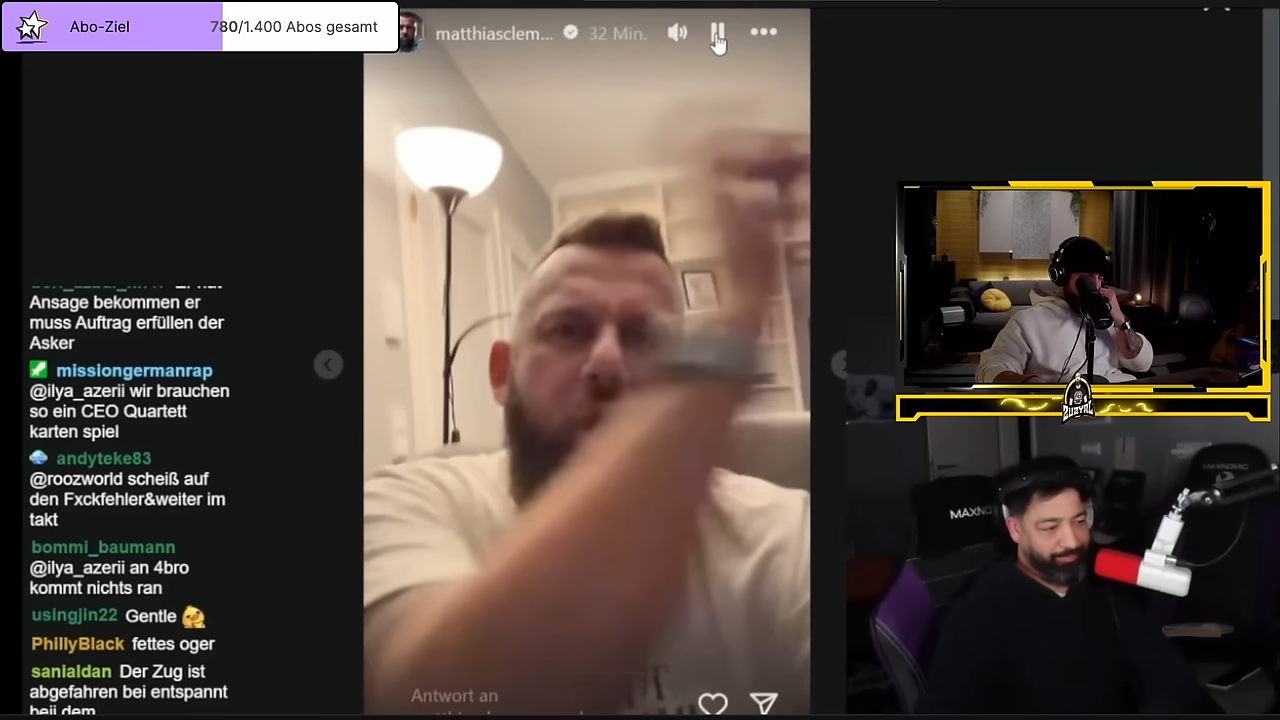 Abo-Ziel
780/1.400 Abos gesamt
matthiasclem...
32 Min.
Ansage bekommen er
muss Auftrag erfüllen der
Asker
missiongermanrap
@ilya_azerii wir brauchen
so ein CEO Quartett
karten spiel
andyteke83
@roozworld scheiß auf
den Fxckfehler&weiter im
takt
bommi_baumann
@ilya_azerii an 4bro
kommt nichts ran
usingjin22 Gentle
PhillyBlack fettes oger
sanialdan Der Zug ist
abgefahren bei entspannt
beii dem
Antwort an
MAXNOMIC